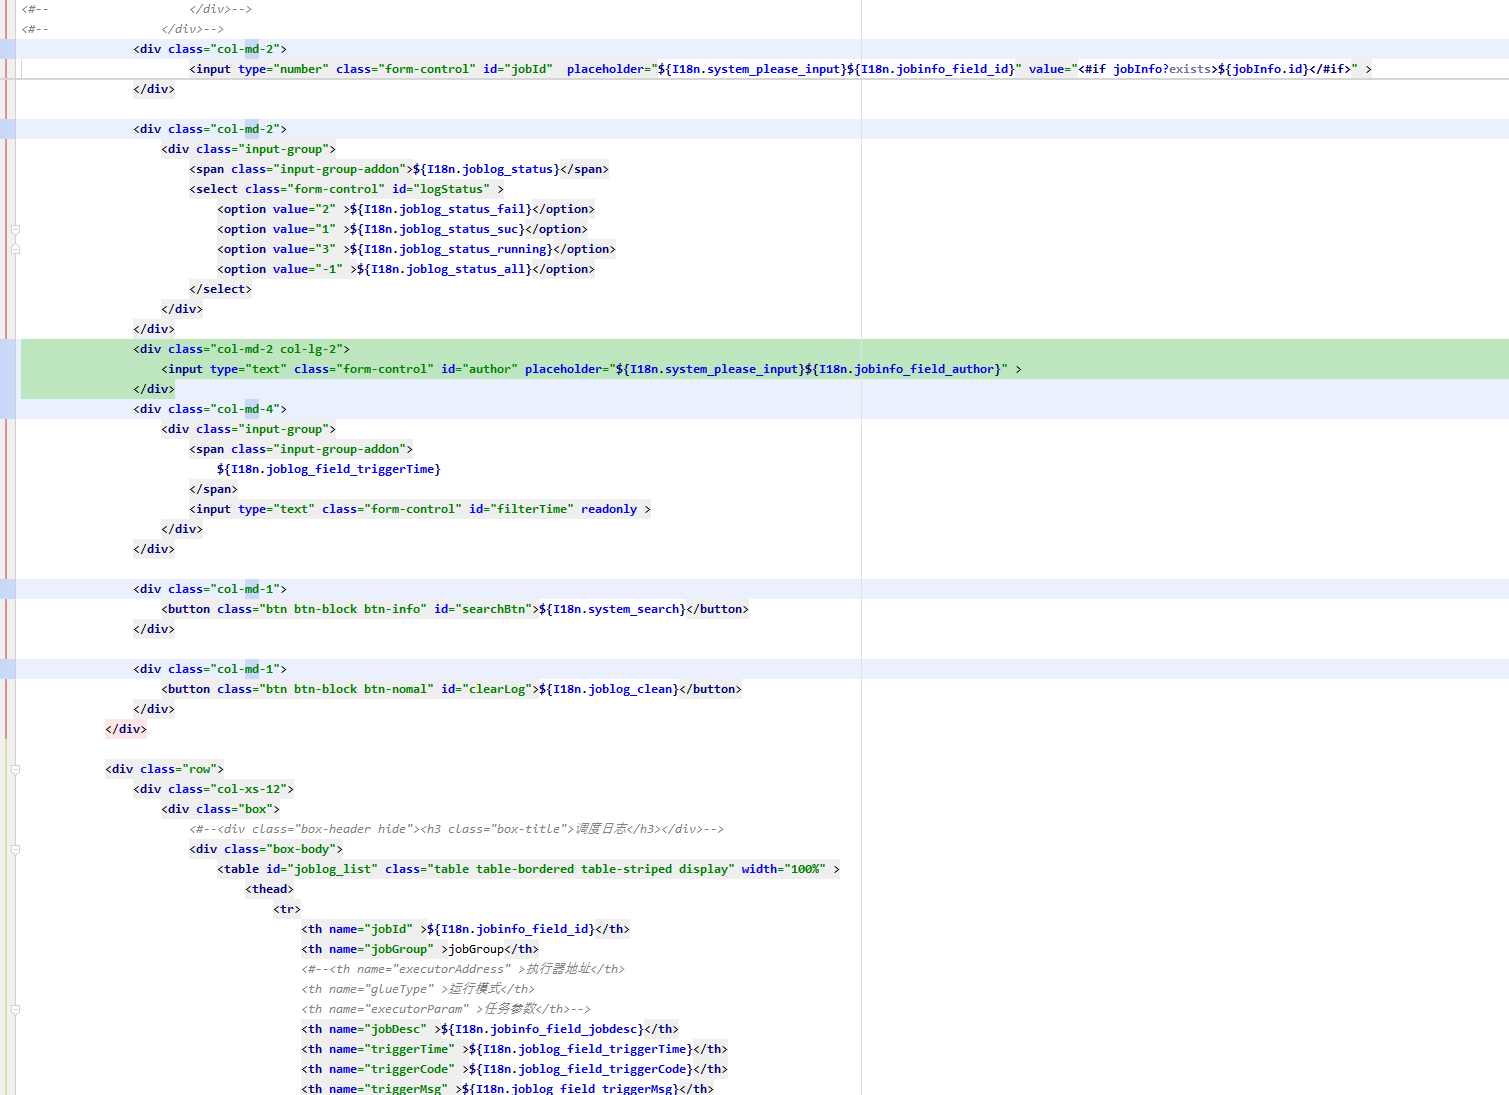 <#--                    </div>-->
<#--                </div>-->
                <div class="col-md-2">
                        <input type="number" class="form-control" id="jobId"  placeholder="${I18n.system_please_input}${I18n.jobinfo_field_id}" value="<#if jobInfo?exists>${jobInfo.id}</#if>" >
                </div>

                <div class="col-md-2">
                    <div class="input-group">
                        <span class="input-group-addon">${I18n.joblog_status}</span>
                        <select class="form-control" id="logStatus" >
                            <option value="2" >${I18n.joblog_status_fail}</option>
                            <option value="1" >${I18n.joblog_status_suc}</option>
                            <option value="3" >${I18n.joblog_status_running}</option>
                            <option value="-1" >${I18n.joblog_status_all}</option>
                        </select>
                    </div>
                </div>
                <div class="col-md-2 col-lg-2">
                    <input type="text" class="form-control" id="author" placeholder="${I18n.system_please_input}${I18n.jobinfo_field_author}" >
                </div>
                <div class="col-md-4">
                    <div class="input-group">
                        <span class="input-group-addon">
                            ${I18n.joblog_field_triggerTime}
                        </span>
                        <input type="text" class="form-control" id="filterTime" readonly >
                    </div>
                </div>

                <div class="col-md-1">
                    <button class="btn btn-block btn-info" id="searchBtn">${I18n.system_search}</button>
                </div>

                <div class="col-md-1">
                    <button class="btn btn-block btn-nomal" id="clearLog">${I18n.joblog_clean}</button>
                </div>
            </div>

            <div class="row">
                <div class="col-xs-12">
                    <div class="box">
                        <#--<div class="box-header hide"><h3 class="box-title">调度日志</h3></div>-->
                        <div class="box-body">
                            <table id="joblog_list" class="table table-bordered table-striped display" width="100%" >
                                <thead>
                                    <tr>
                                        <th name="jobId" >${I18n.jobinfo_field_id}</th>
                                        <th name="jobGroup" >jobGroup</th>
                                        <#--<th name="executorAddress" >执行器地址</th>
                                        <th name="glueType" >运行模式</th>
                                        <th name="executorParam" >任务参数</th>-->
                                        <th name="jobDesc" >${I18n.jobinfo_field_jobdesc}</th>
                                        <th name="triggerTime" >${I18n.joblog_field_triggerTime}</th>
                                        <th name="triggerCode" >${I18n.joblog_field_triggerCode}</th>
                                        <th name="triggerMsg" >${I18n.joblog_field_triggerMsg}</th>